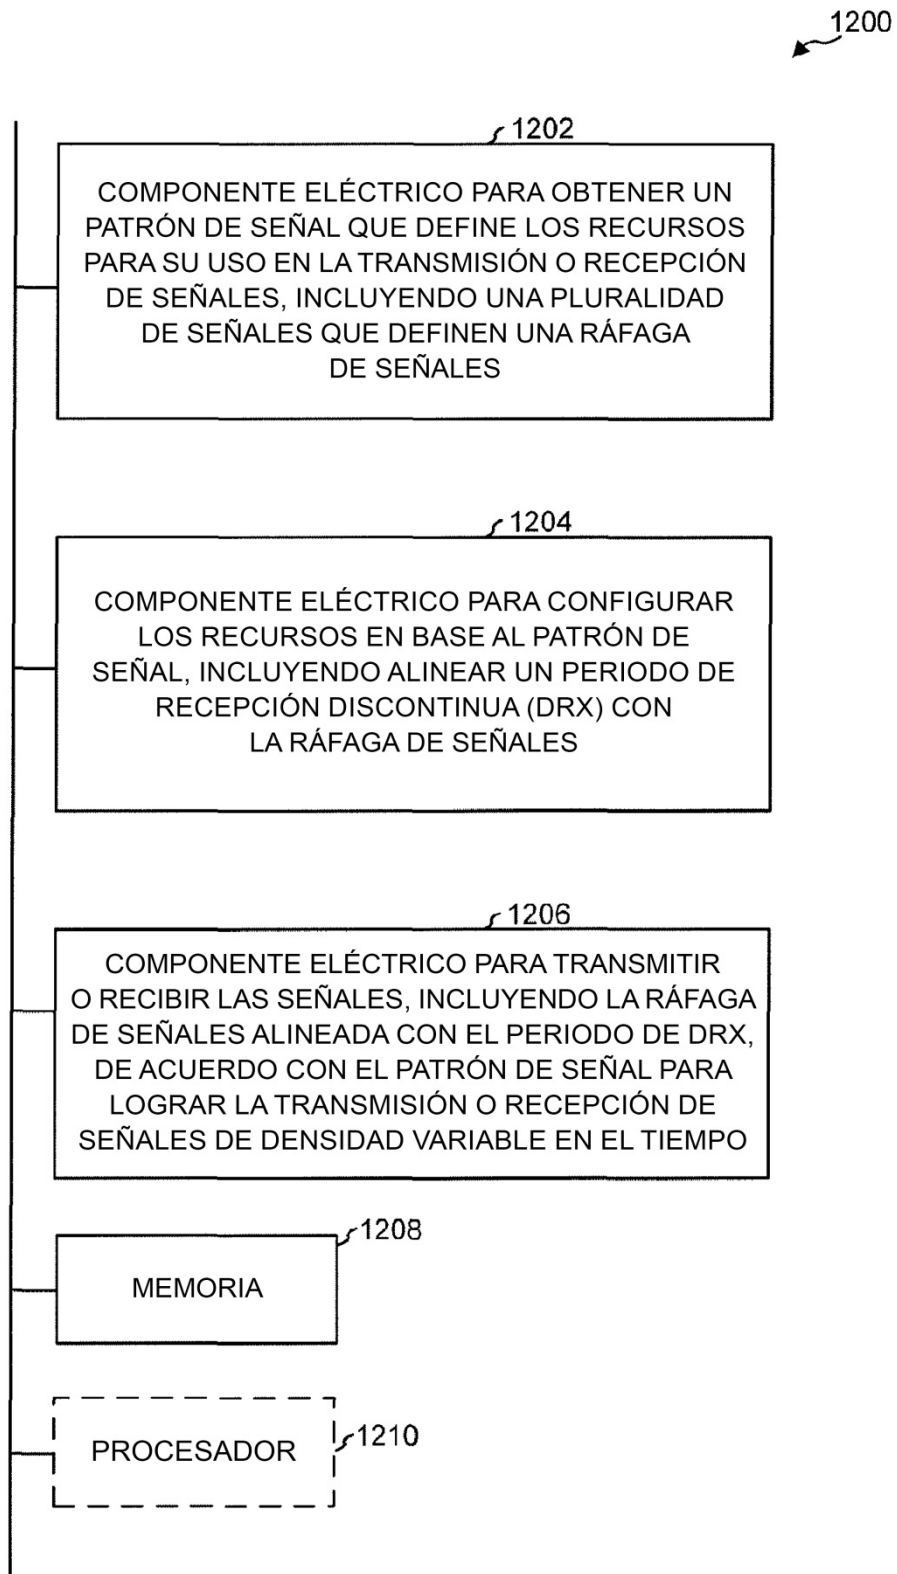 1200
1202
COMPONENTE ELÉCTRICO PARA OBTENER UN
PATRÓN DE SEÑAL QUE DEFINE LOS RECURSOS
PARA SU USO EN LA TRANSMISIÓN O RECEPCIÓN
DE SEÑALES, INCLUYENDO UNA PLURALIDAD
DE SEÑALES QUE DEFINEN UNA RÁFAGA
DE SEÑALES
1204
COMPONENTE ELÉCTRICO PARA CONFIGURAR
LOS RECURSOS EN BASE AL PATRÓN DE
SEÑAL, INCLUYENDO ALINEAR UN PERIODO DE
RECEPCIÓN DISCONTINUA (DRX) CON
LA RÁFAGA DE SEÑALES
1206
COMPONENTE ELÉCTRICO PARA TRANSMITIR
O RECIBIR LAS SEÑALES, INCLUYENDO LA RÁFAGA
DE SEÑALES ALINEADA CON EL PERIODO DE DRX,
DE ACUERDO CON EL PATRÓN DE SEÑAL PARA
LOGRAR LA TRANSMISIÓN O RECEPCIÓN DE
SEÑALES DE DENSIDAD VARIABLE EN EL TIEMPO
1208
MEMORIA
1210
PROCESADOR